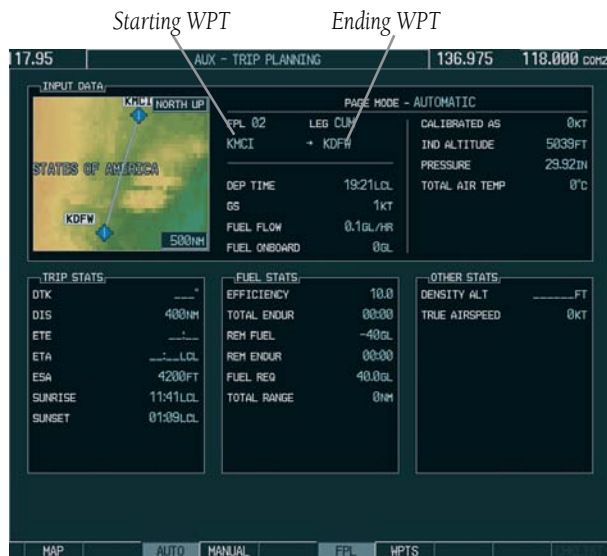 Starting WPT Ending WPT
117.95 AUX - TRIP PLANNING 136.975 118.000 COM2
INPUT DATA
KMCI NORTH UP
STATES OF AMERICA
KDFW
500NM
PAGE MODE - AUTOMATIC
FPL 02 LEG CUM
KMCI → KDFW
DEP TIME 19:21LCL
GS 1KT
FUEL FLOW 0.1GL/HR
FUEL ONBOARD 0GL
CALIBRATED AS 0KT
IND ALTITUDE 5039FT
PRESSURE 29.92IN
TOTAL AIR TEMP 0°C
TRIP STATS
DTK ___°
DIS 400NM
ETE __:__
ETA __:__LCL
ESA 4200FT
SUNRISE 11:41LCL
SUNSET 01:09LCL
FUEL STATS
EFFICIENCY 10.0
TOTAL ENDUR 00:00
REM FUEL -40GL
REM ENDUR 00:00
FUEL REQ 40.0GL
TOTAL RANGE 0NM
OTHER STATS
DENSITY ALT ______FT
TRUE AIRSPEED 0KT
MAP AUTO MANUAL FPL WPTS